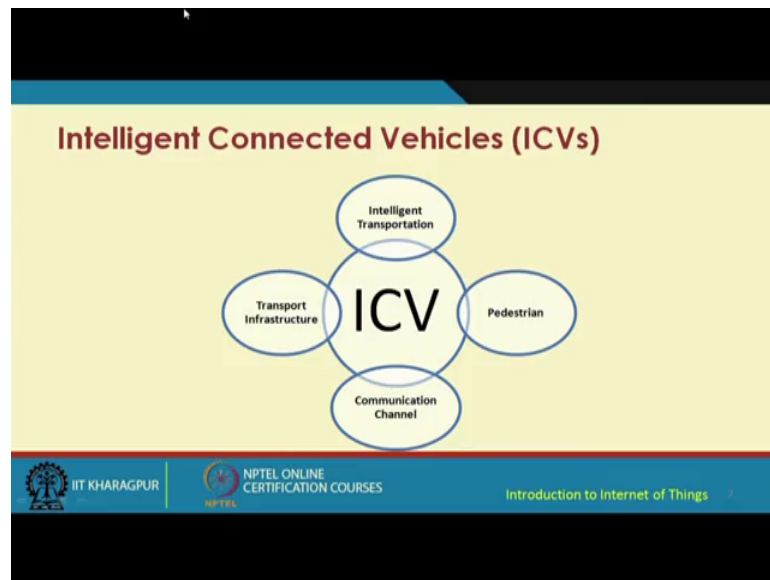 Intelligent Connected Vehicles (ICVs)
Intelligent
Transportation
Transport
Infrastructure
ICV
Pedestrian
Communication
Channel
IIT KHARAGPUR
NPTEL
NPTEL ONLINE
CERTIFICATION COURSES
Introduction to Internet of Things